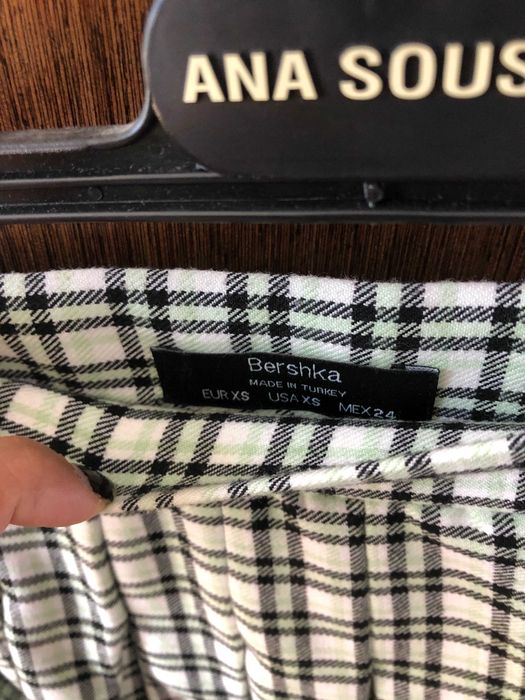 ANA SOUS
Bershka
MADE IN TURKEY
EUR XS USA XS MEX 24